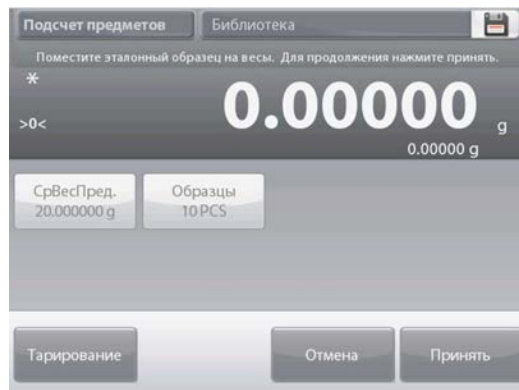 Подсчет предметов Библиотека
Поместите эталонный образец на весы. Для продолжения нажмите принять.
*
>0< 0.00000 g
0.00000 g
СрВесПред. Образцы
20.000000 g 10 PCS
Тарирование Отмена Принять